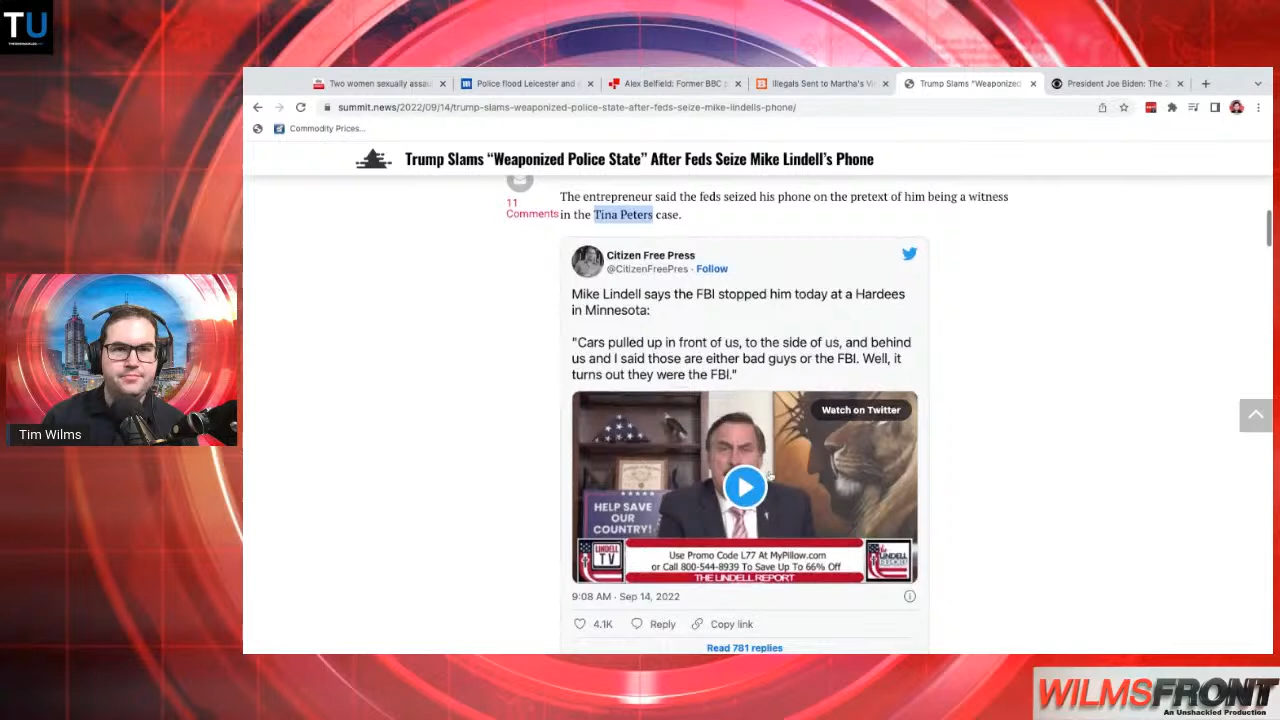 TU
Two women sexually assau
Police flood Leicester and
Alex Belfield: Former BBC p
Illegals Sent to Martha's Vi
Trump Slams "Weaponized
President Joe Biden: The 2
summit.news/2022/09/14/trump-slams-weaponized-police-state-after-feds-seize-mike-lindells-phone/
Commodity Prices...
Trump Slams “Weaponized Police State” After Feds Seize Mike Lindell’s Phone
11
Comments
The entrepreneur said the feds seized his phone on the pretext of him being a witness
in the Tina Peters case.
Citizen Free Press
@CitizenFreePres · Follow
Mike Lindell says the FBI stopped him today at a Hardees
in Minnesota:
"Cars pulled up in front of us, to the side of us, and behind
us and I said those are either bad guys or the FBI. Well, it
turns out they were the FBI."
Watch on Twitter
HELP SAVE
OUR
COUNTRY!
LINDELL
TV
Use Promo Code L77 At MyPillow.com
or Call 800-544-8939 To Save Up To 66% Off
THE LINDELL REPORT
9:08 AM · Sep 14, 2022
4.1K
Reply
Copy link
Read 781 replies
Tim Wilms
WILMSFRONT
An Unshackled Production